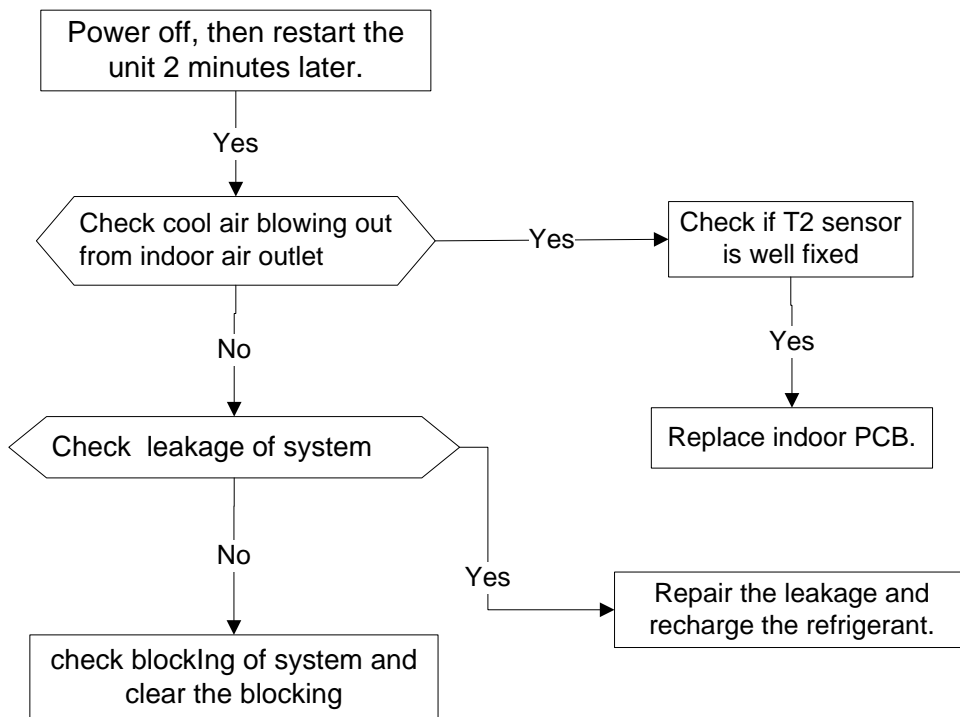 Power off, then restart the
unit 2 minutes later.
Yes
Check cool air blowing out
from indoor air outlet
Yes
Check if T2 sensor
is well fixed
Yes
No
Replace indoor PCB.
Check  leakage of system
No
Yes
Repair the leakage and
recharge the refrigerant.
check blockIng of system and
clear the blocking